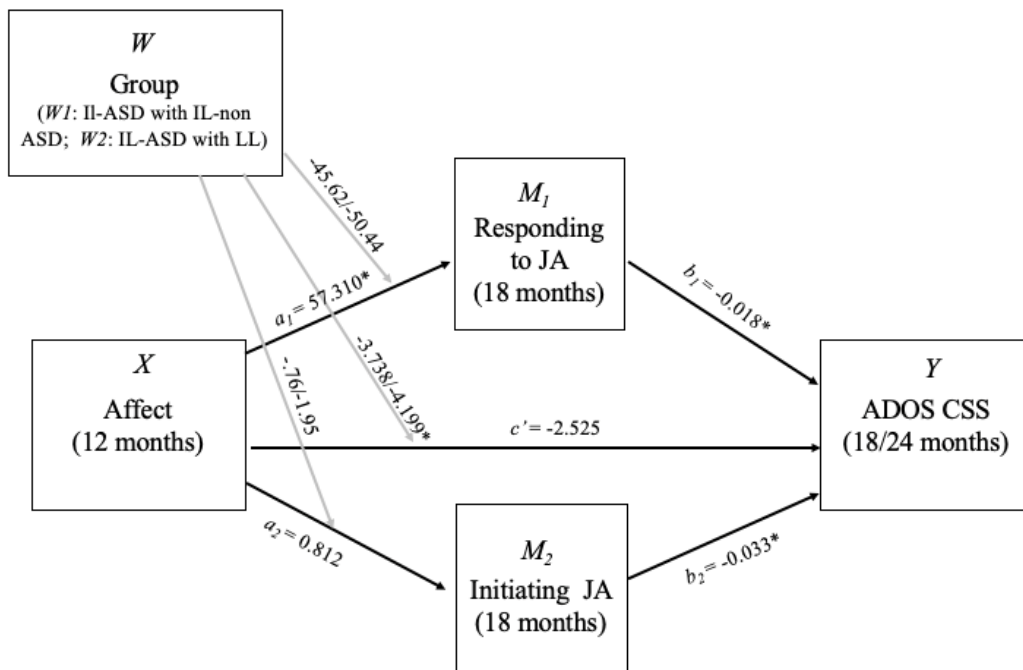 W
Group
(W1: Il-ASD with IL-non
ASD; W2: IL-ASD with LL)
-45.62/-50.44
M1
Responding
to JA
(18 months)
a1 = 57.310*
b1 = -0.018*
-3.738/-4.199*
-.76/-1.95
X
Affect
(12 months)
c' = -2.525
Y
ADOS CSS
(18/24 months)
a2 = 0.812
M2
Initiating JA
(18 months)
b2 = -0.033*